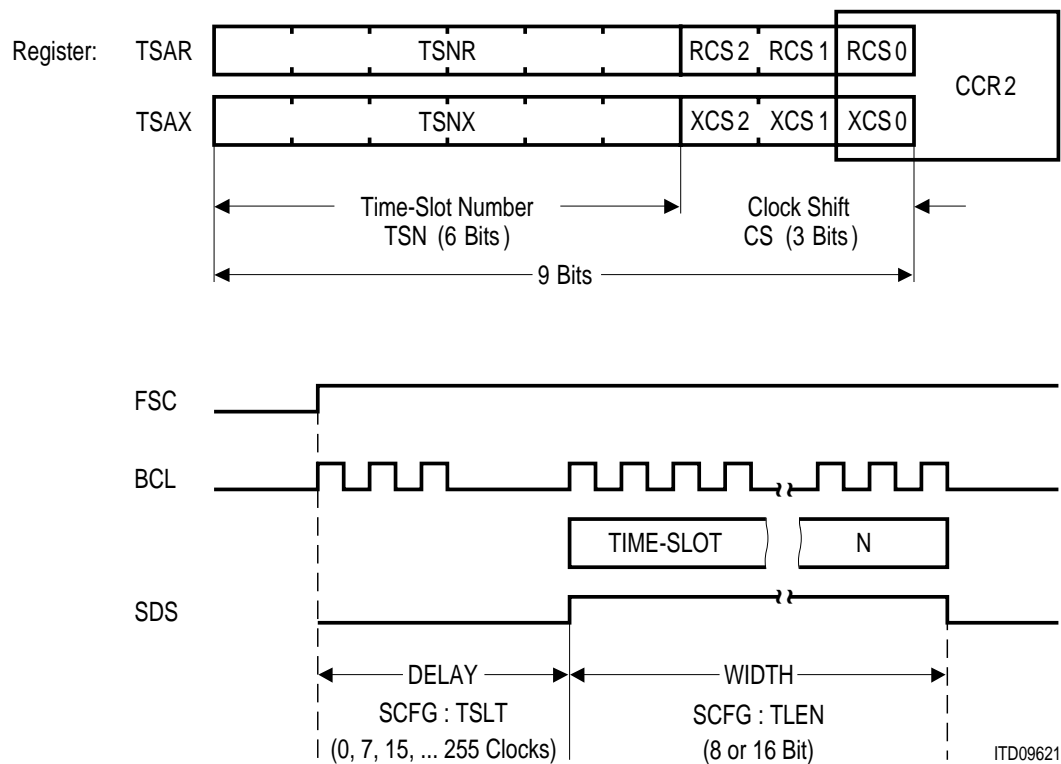 Register: TSAR TSNR RCS 2 RCS 1 RCS 0
CCR 2
TSAX TSNX XCS 2 XCS 1 XCS 0
Time-Slot Number Clock Shift
TSN (6 Bits) CS (3 Bits)
9 Bits
FSC
BCL
TIME-SLOT N
SDS
DELAY WIDTH
SCFG : TSLT SCFG : TLEN
(0, 7, 15, ... 255 Clocks) (8 or 16 Bit) ITD09621